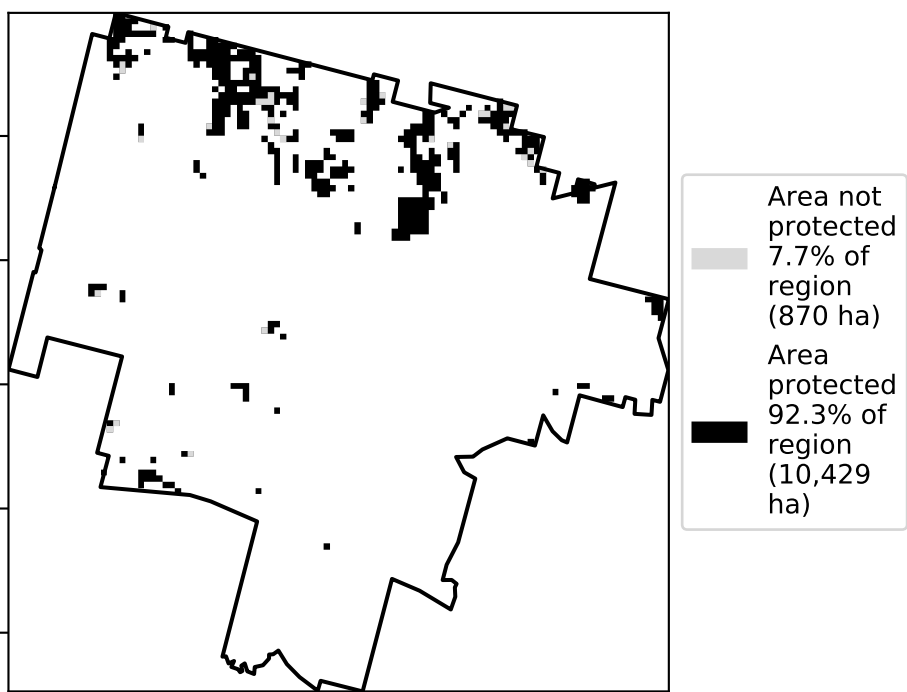 Area not
protected
7.7% of
region
(870 ha)
Area
protected
92.3% of
region
(10,429
ha)